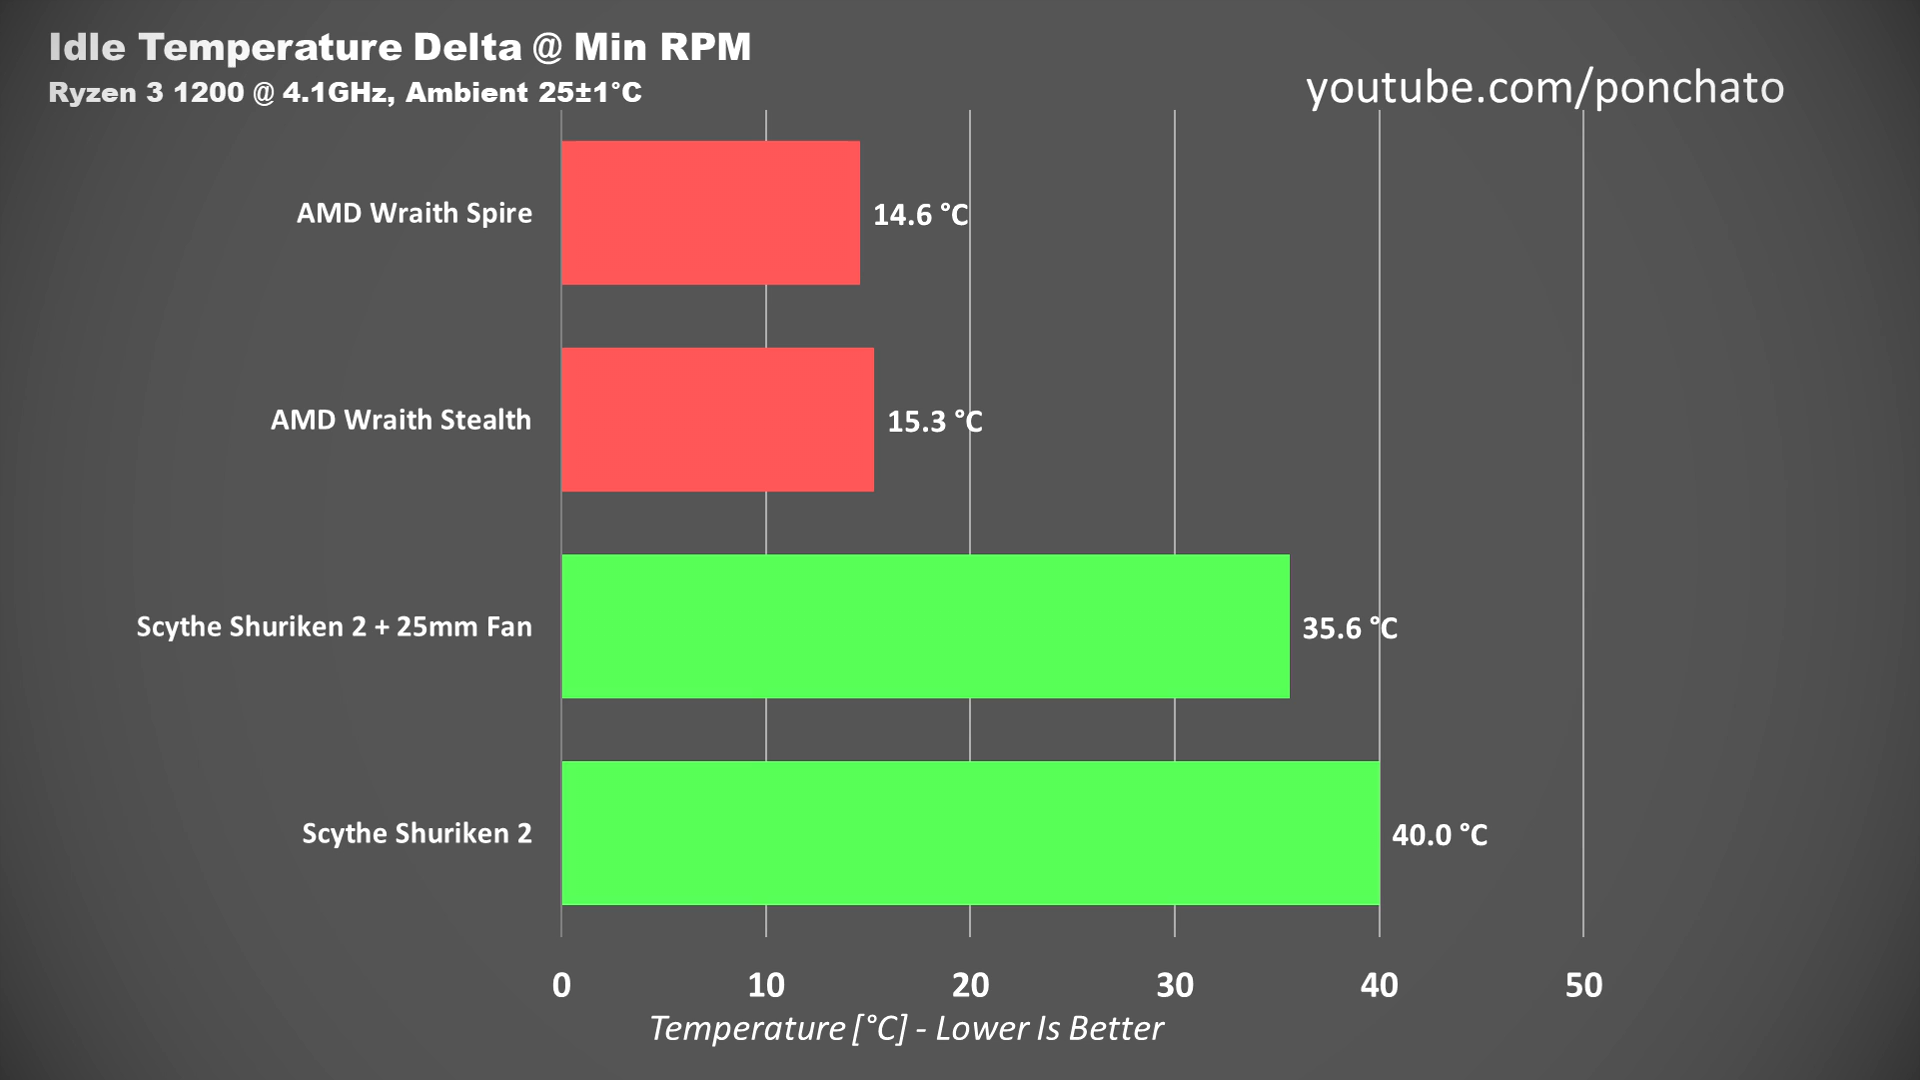 Idle Temperature Delta @ Min RPM
Ryzen 3 1200 @ 4.1GHz, Ambient 25±1°C
youtube.com/ponchato
AMD Wraith Spire
14.6 °C
AMD Wraith Stealth
15.3 °C
Scythe Shuriken 2 + 25mm Fan
35.6 °C
Scythe Shuriken 2
40.0 °C
0 10 20 30 40 50
Temperature [°C] - Lower Is Better